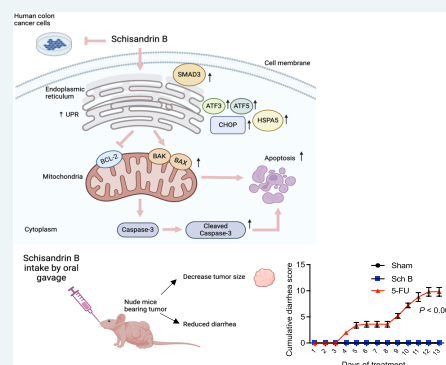 Human colon
cancer cells
Schisandrin B
SMAD3
Cell membrane
Endoplasmic
reticulum
↑ UPR
ATF3
ATF5
CHOP
HSPA5
BCL-2
BAK
BAX
Apoptosis
Mitochondria
Cytoplasm
Caspase-3
Cleaved
Caspase-3
Schisandrin B
intake by oral
gavage
Nude mice
bearing tumor
Decrease tumor size
Reduced diarrhea
Cumulative diarrhea score
15
10
5
0
Sham
Sch B
5-FU
P < 0.00
1 2 3 4 5 6 7 8 9 10 11 12 13
Days of treatment